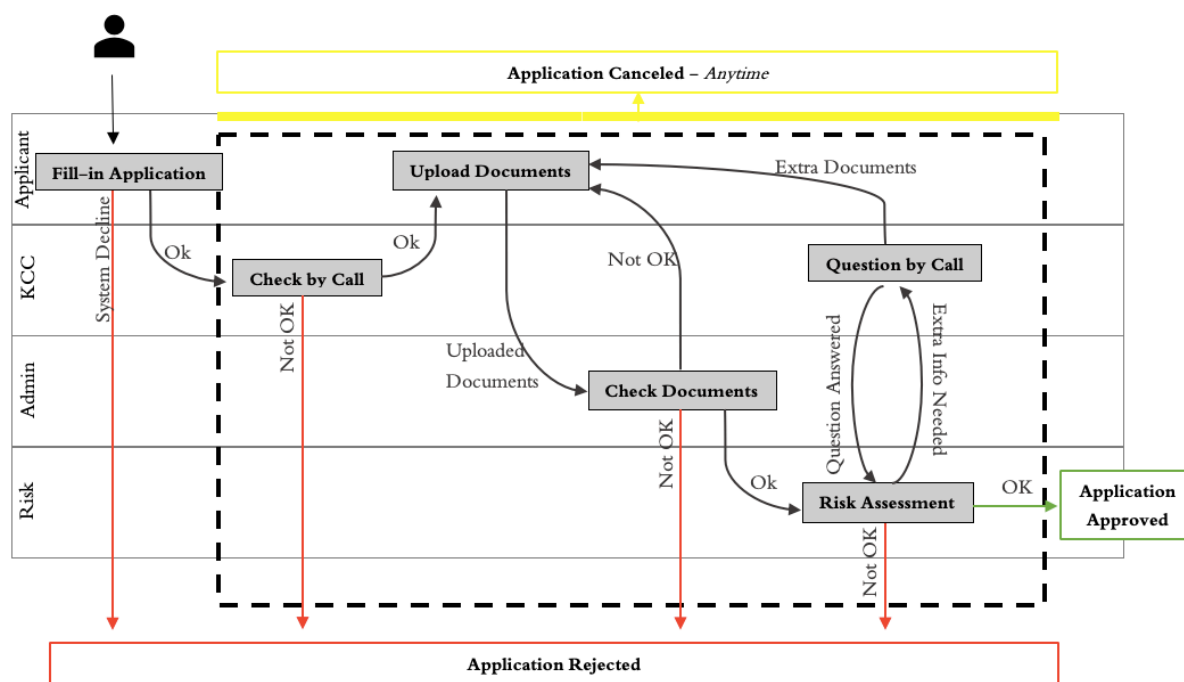 Application Canceled – Anytime
Applicant
Fill-in Application
Upload Documents
Extra Documents
System Decline
Ok
Ok
KCC
Check by Call
Not OK
Question by Call
Not OK
Uploaded
Documents
Question Answered
Extra Info Needed
Admin
Check Documents
Not OK
Ok
Risk
Risk Assessment
OK
Application
Approved
Not OK
Application Rejected